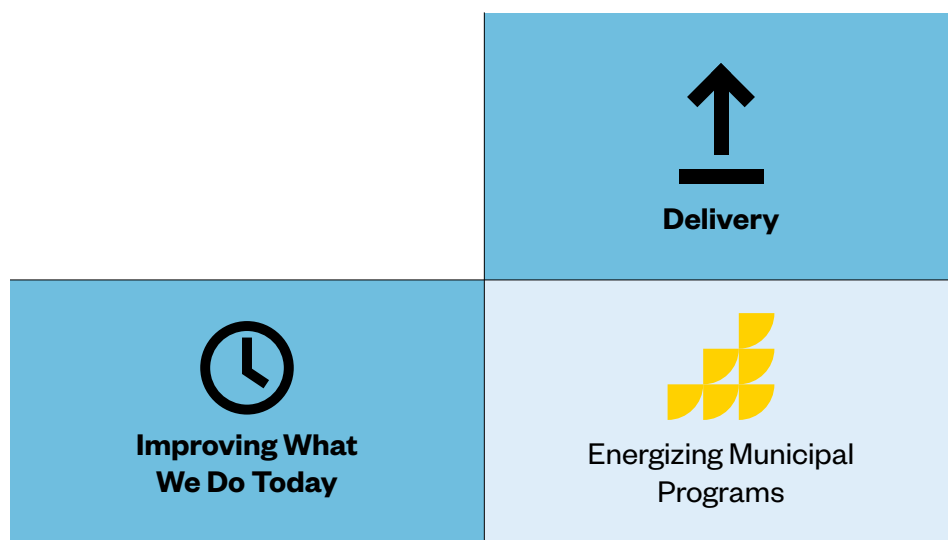 Delivery
Improving What
We Do Today
Energizing Municipal
Programs